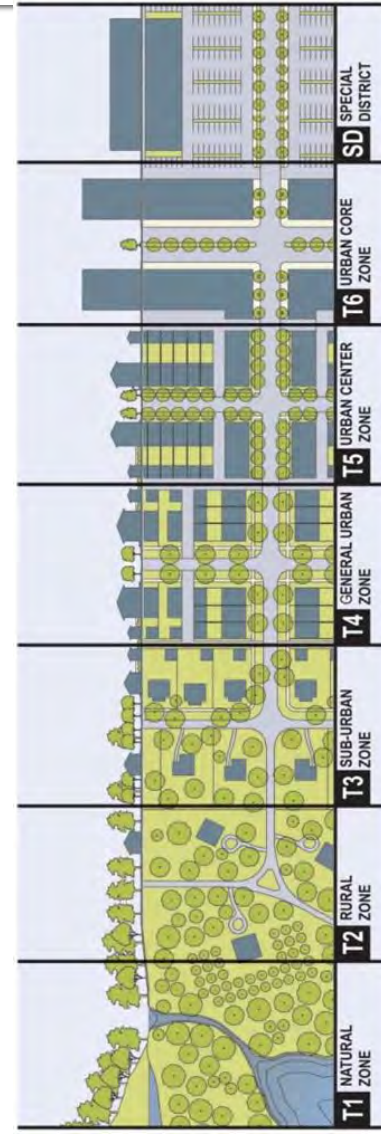 T1 NATURAL
ZONE
T2 RURAL
ZONE
T3 SUB-URBAN
ZONE
T4 GENERAL URBAN
ZONE
T5 URBAN CENTER
ZONE
T6 URBAN CORE
ZONE
SD SPECIAL
DISTRICT